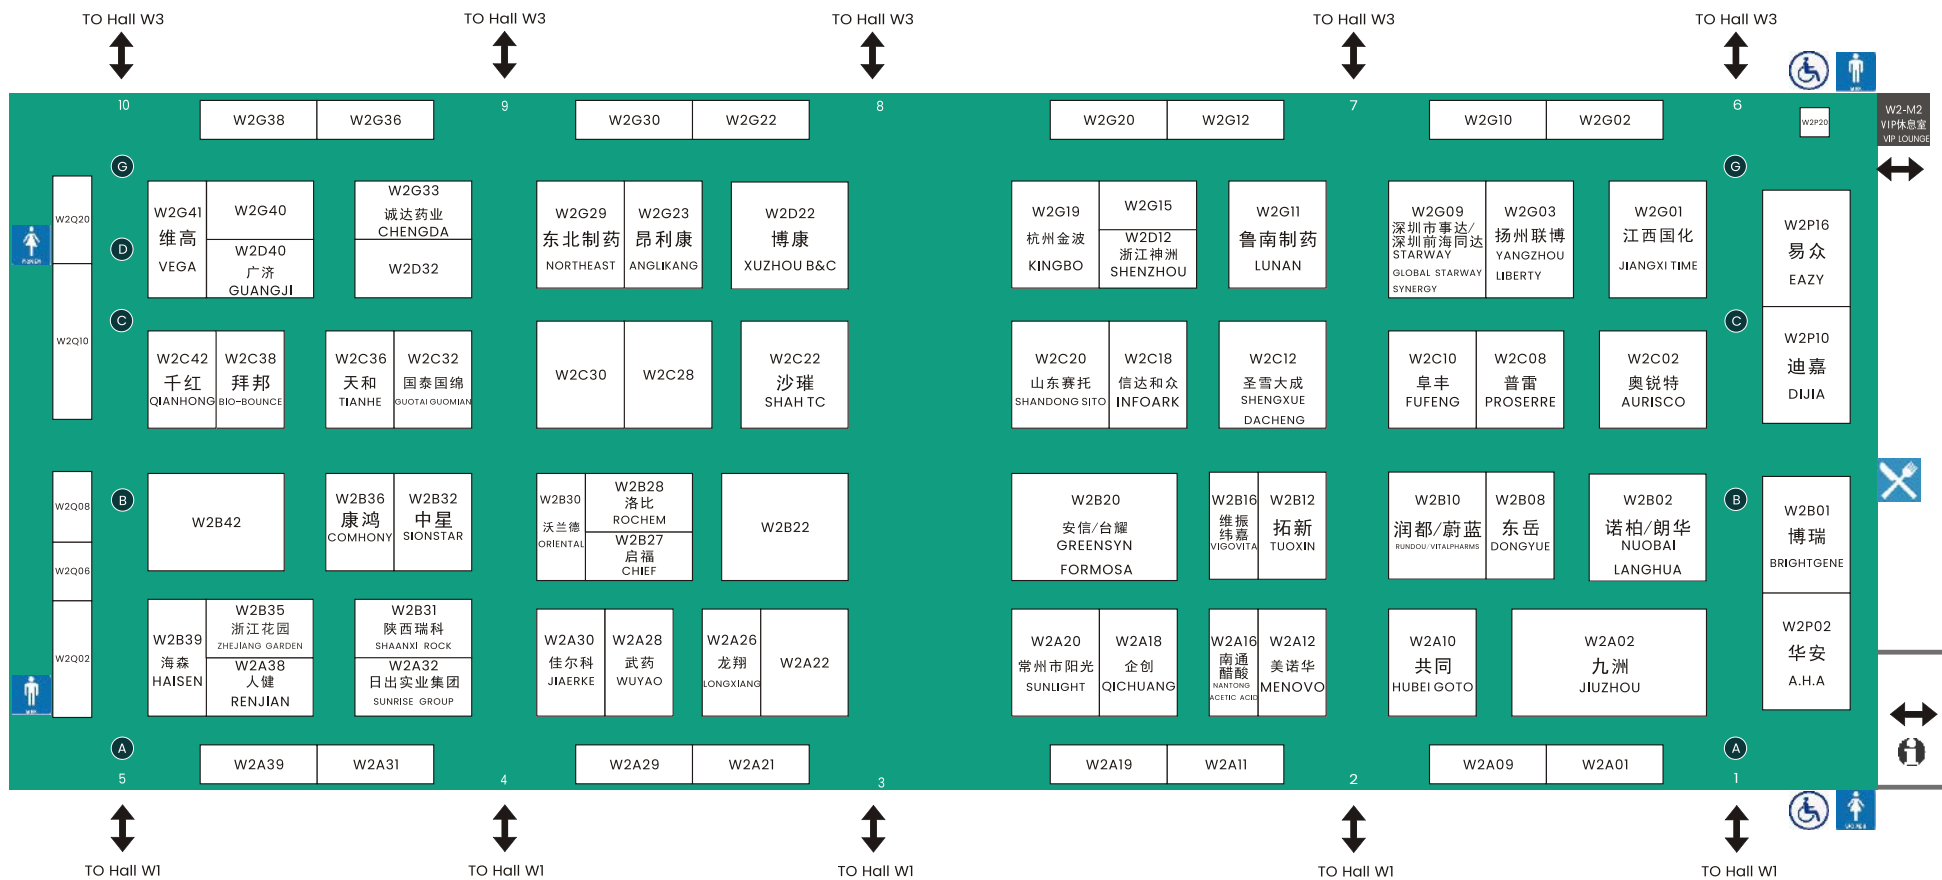 TO Hall W3
TO Hall W3
TO Hall W3
TO Hall W3
TO Hall W3
10
9
8
7
6
W2G38
W2G36
W2G30
W2G22
W2G20
W2G12
W2G10
W2G02
W2P20
W2-M2
VIP休息室
VIP LOUNGE
G
G
W2Q20
W2G41
维高
VEGA
W2G40
W2D40
广济
GUANGJI
W2G33
诚达药业
CHENGDA
W2D32
W2G29
东北制药
NORTHEAST
W2G23
昂利康
ANGLIKANG
W2D22
博康
XUZHOU B&C
W2G19
杭州金波
KINGBO
W2G15
W2D12
浙江神洲
SHENZHOU
W2G11
鲁南制药
LUNAN
W2G09
深圳市事达/
深圳前海同达
STARWAY
GLOBAL STARWAY
SYNERGY
W2G03
扬州联博
YANGZHOU
LIBERTY
W2G01
江西国化
JIANGXI TIME
W2P16
易众
EAZY
D
C
C
W2Q10
W2C42
千红
QIANHONG
W2C38
拜邦
BIO-BOUNCE
W2C36
天和
TIANHE
W2C32
国泰国绵
GUOTAI GUOMIAN
W2C30
W2C28
W2C22
沙璀
SHAH TC
W2C20
山东赛托
SHANDONG SITO
W2C18
信达和众
INFOARK
W2C12
圣雪大成
SHENGXUE
DACHENG
W2C10
阜丰
FUFENG
W2C08
普雷
PROSERRE
W2C02
奥锐特
AURISCO
W2P10
迪嘉
DIJIA
W2Q08
B
B
W2B42
W2B36
康鸿
COMHONY
W2B32
中星
SIONSTAR
W2B30
沃兰德
ORIENTAL
W2B28
洛比
ROCHEM
W2B27
启福
CHIEF
W2B22
W2B20
安信/台耀
GREENSYN
FORMOSA
W2B16
维振
纬嘉
VIGOVITA
W2B12
拓新
TUOXIN
W2B10
润都/蔚蓝
RUNDOU/VITALPHARMS
W2B08
东岳
DONGYUE
W2B02
诺柏/朗华
NUOBAI
LANGHUA
W2B01
博瑞
BRIGHTGENE
W2Q06
W2Q02
W2B39
海森
HAISEN
W2B35
浙江花园
ZHEJIANG GARDEN
W2A38
人健
RENJIAN
W2B31
陕西瑞科
SHAANXI ROCK
W2A32
日出实业集团
SUNRISE GROUP
W2A30
佳尔科
JIAERKE
W2A28
武药
WUYAO
W2A26
龙翔
LONGXIANG
W2A22
W2A20
常州市阳光
SUNLIGHT
W2A18
企创
QICHUANG
W2A16
南通
醋酸
NANTONG
ACETIC ACID
W2A12
美诺华
MENOVO
W2A10
共同
HUBEI GOTO
W2A02
九洲
JIUZHOU
W2P02
华安
A.H.A
A
A
W2A39
W2A31
W2A29
W2A21
W2A19
W2A11
W2A09
W2A01
5
4
3
2
1
TO Hall W1
TO Hall W1
TO Hall W1
TO Hall W1
TO Hall W1